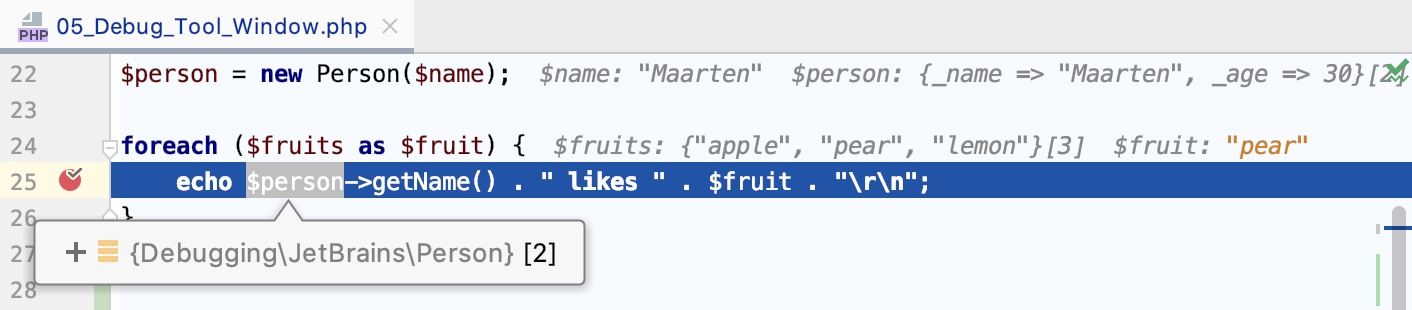 PHP 05_Debug_Tool_Window.php
22 $person = new Person($name); $name: "Maarten" $person: {_name => "Maarten", _age => 30}[2]
23
24 foreach ($fruits as $fruit) { $fruits: {"apple", "pear", "lemon"}[3] $fruit: "pear"
25 echo $person->getName() . " likes " . $fruit . "\r\n";
26 }
27 + {Debugging\JetBrains\Person} [2]
28